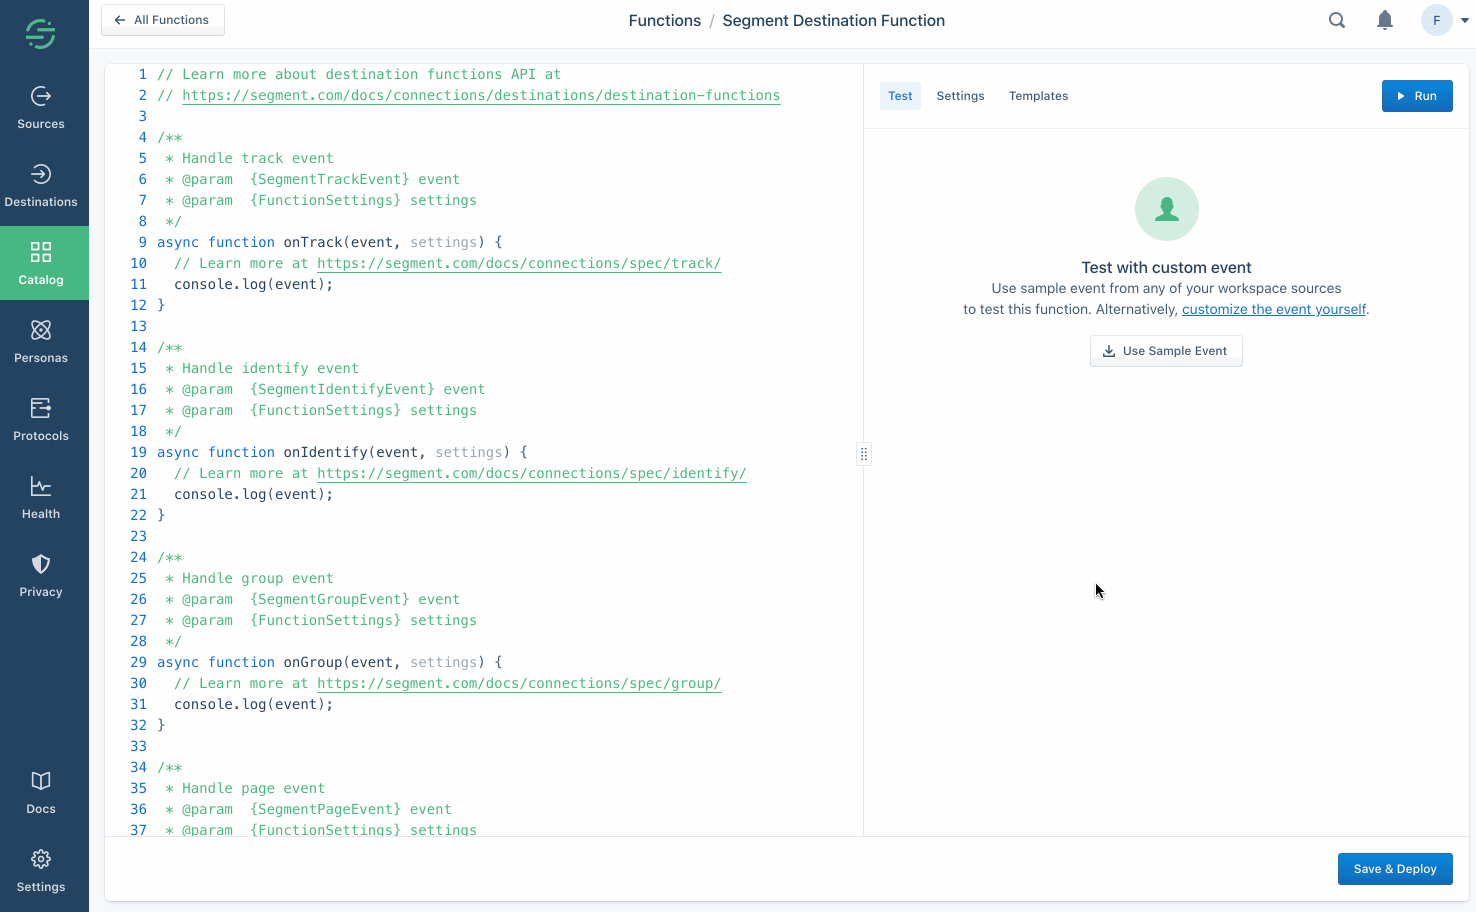 All Functions
Functions / Segment Destination Function
F
Sources
Destinations
Catalog
Personas
Protocols
Health
Privacy
Docs
Settings
1 // Learn more about destination functions API at
2 // https://segment.com/docs/connections/destinations/destination-functions
3
4 /**
5 * Handle track event
6 * @param {SegmentTrackEvent} event
7 * @param {FunctionSettings} settings
8 */
9 async function onTrack(event, settings) {
10 // Learn more at https://segment.com/docs/connections/spec/track/
11 console.log(event);
12 }
13
14 /**
15 * Handle identify event
16 * @param {SegmentIdentifyEvent} event
17 * @param {FunctionSettings} settings
18 */
19 async function onIdentify(event, settings) {
20 // Learn more at https://segment.com/docs/connections/spec/identify/
21 console.log(event);
22 }
23
24 /**
25 * Handle group event
26 * @param {SegmentGroupEvent} event
27 * @param {FunctionSettings} settings
28 */
29 async function onGroup(event, settings) {
30 // Learn more at https://segment.com/docs/connections/spec/group/
31 console.log(event);
32 }
33
34 /**
35 * Handle page event
36 * @param {SegmentPageEvent} event
37 * @param {FunctionSettings} settings
Test Settings Templates
Run
Test with custom event
Use sample event from any of your workspace sources
to test this function. Alternatively, customize the event yourself.
Use Sample Event
Save & Deploy